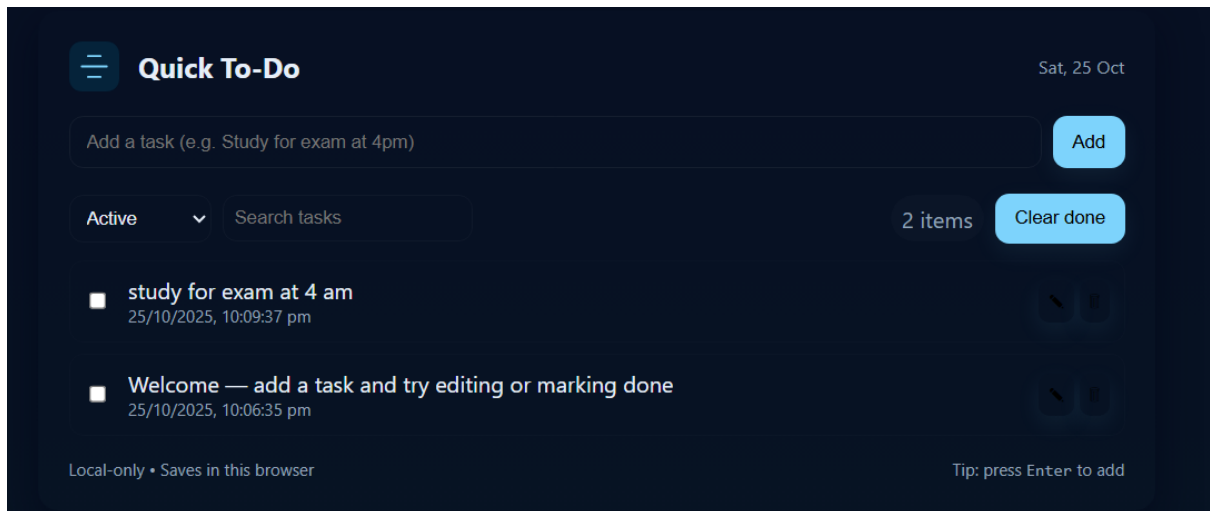 Quick To-Do
Sat, 25 Oct
Add a task (e.g. Study for exam at 4pm)
Add
Active
Search tasks
2 items
Clear done
study for exam at 4 am
25/10/2025, 10:09:37 pm
Welcome — add a task and try editing or marking done
25/10/2025, 10:06:35 pm
Local-only • Saves in this browser
Tip: press Enter to add